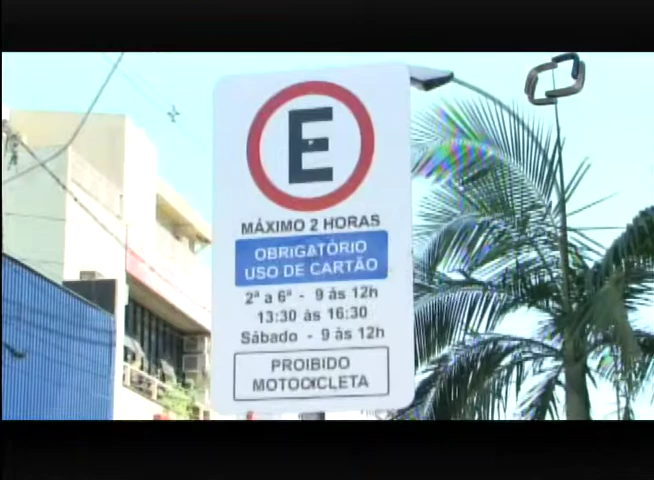 E
MÁXIMO 2 HORAS
OBRIGATÓRIO
USO DE CARTÃO
2ª a 6ª - 9 às 12h
13:30 às 16:30
Sábado - 9 às 12h
PROIBIDO
MOTOCICLETA